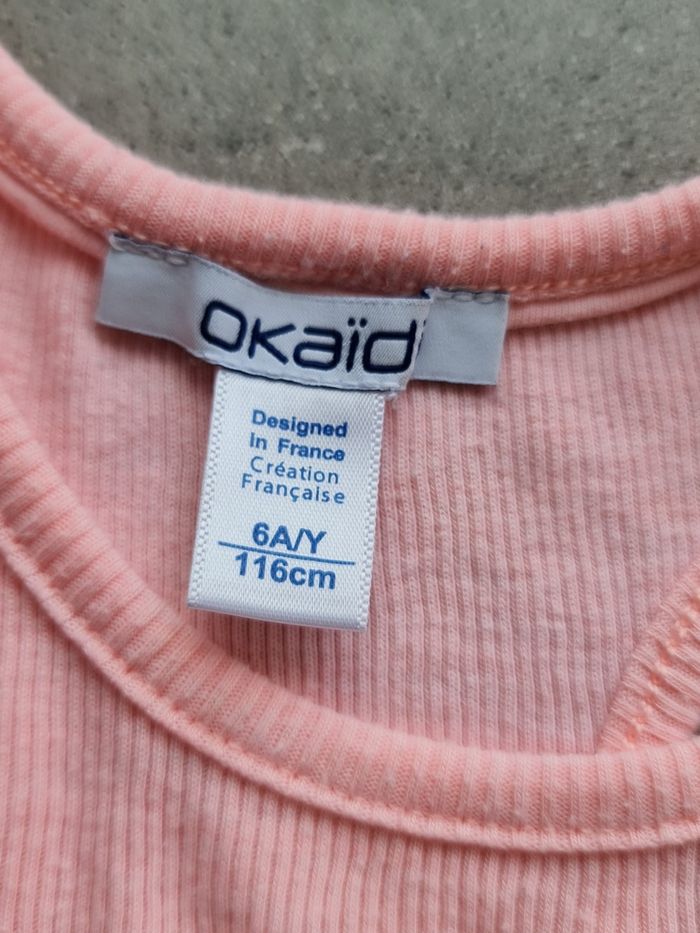 OKaïdi
Designed
in France
Création
Française
6A/Y
116cm